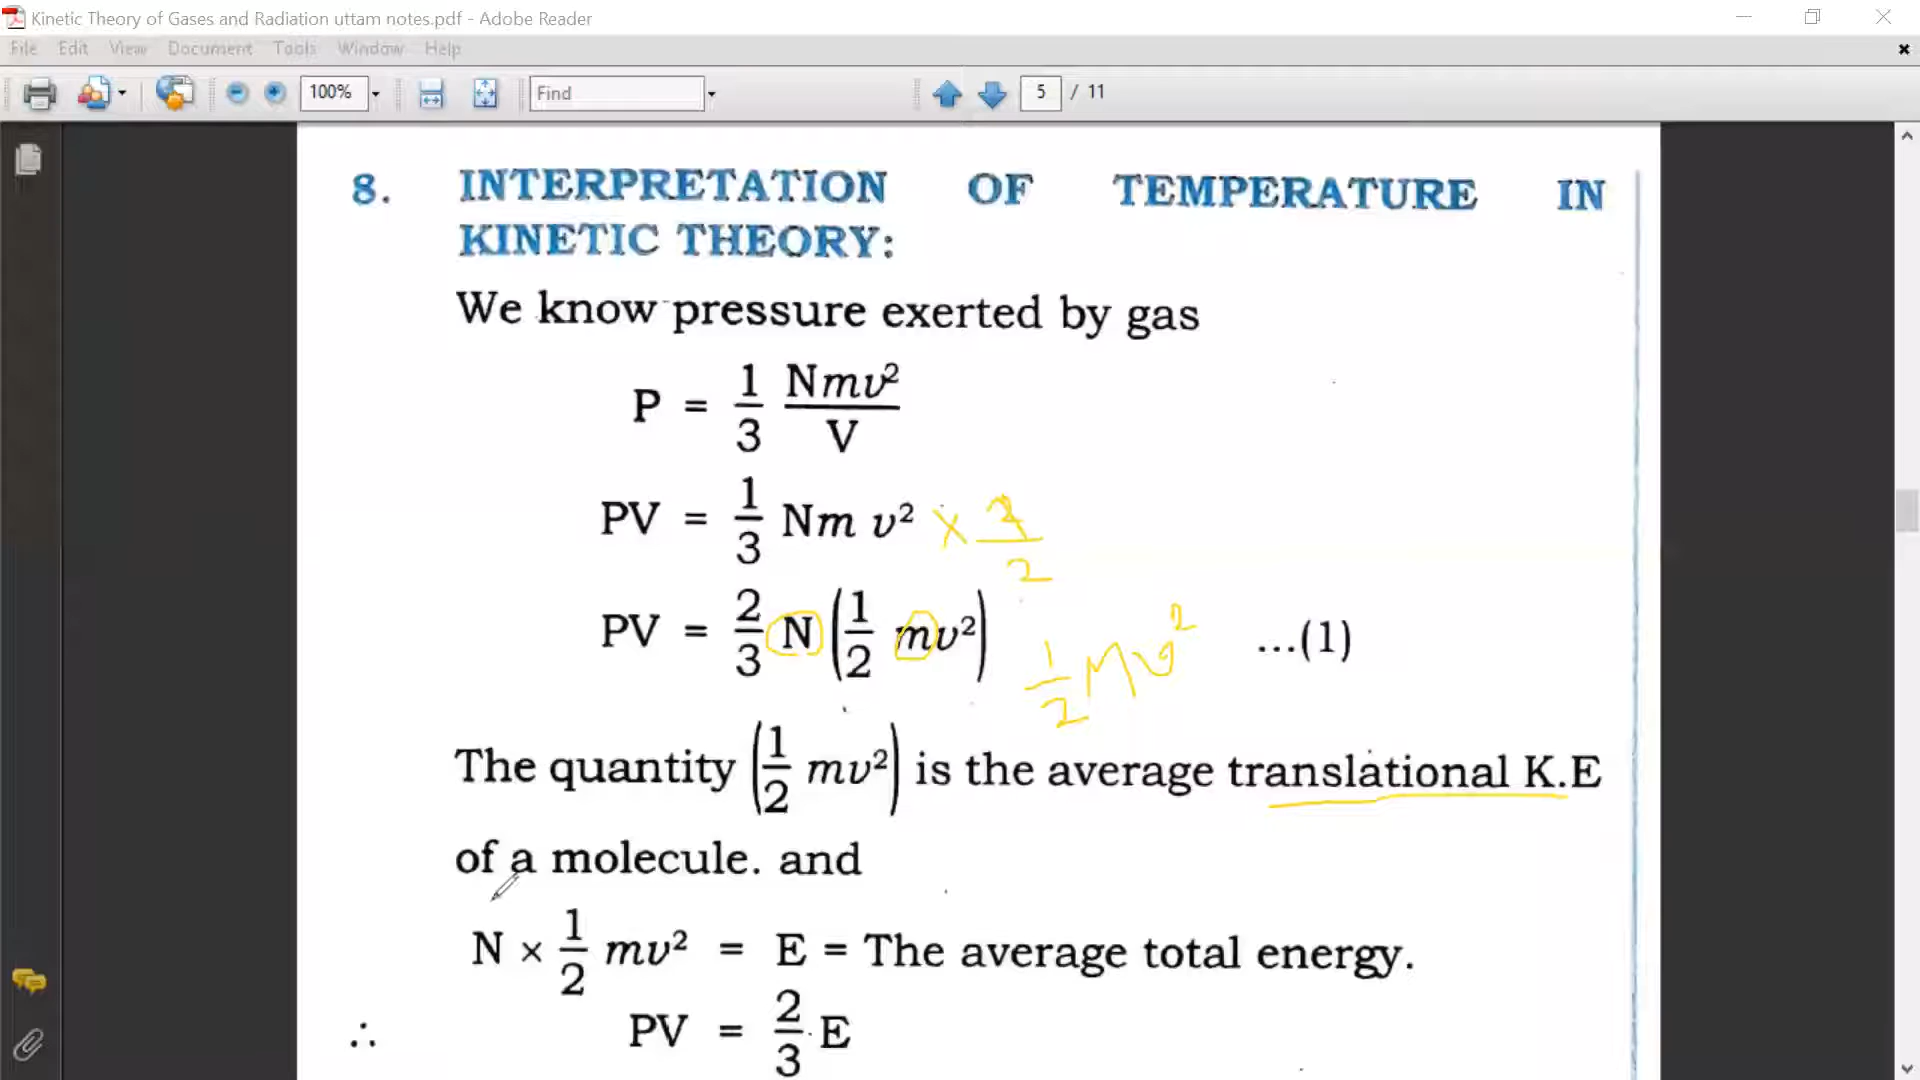 Kinetic Theory of Gases and Radiation uttam notes.pdf - Adobe Reader
File Edit View Document Tools Window Help
100% Find 5 / 11
8. INTERPRETATION OF TEMPERATURE IN
KINETIC THEORY:
We know pressure exerted by gas
P = 1/3 Nmv²/V
PV = 1/3 Nm v² × 2/2
PV = 2/3 N(1/2 mv²) 1/2 Mv² ...(1)
The quantity (1/2 mv²) is the average translational K.E
of a molecule. and
N × 1/2 mv² = E = The average total energy.
∴ PV = 2/3 E